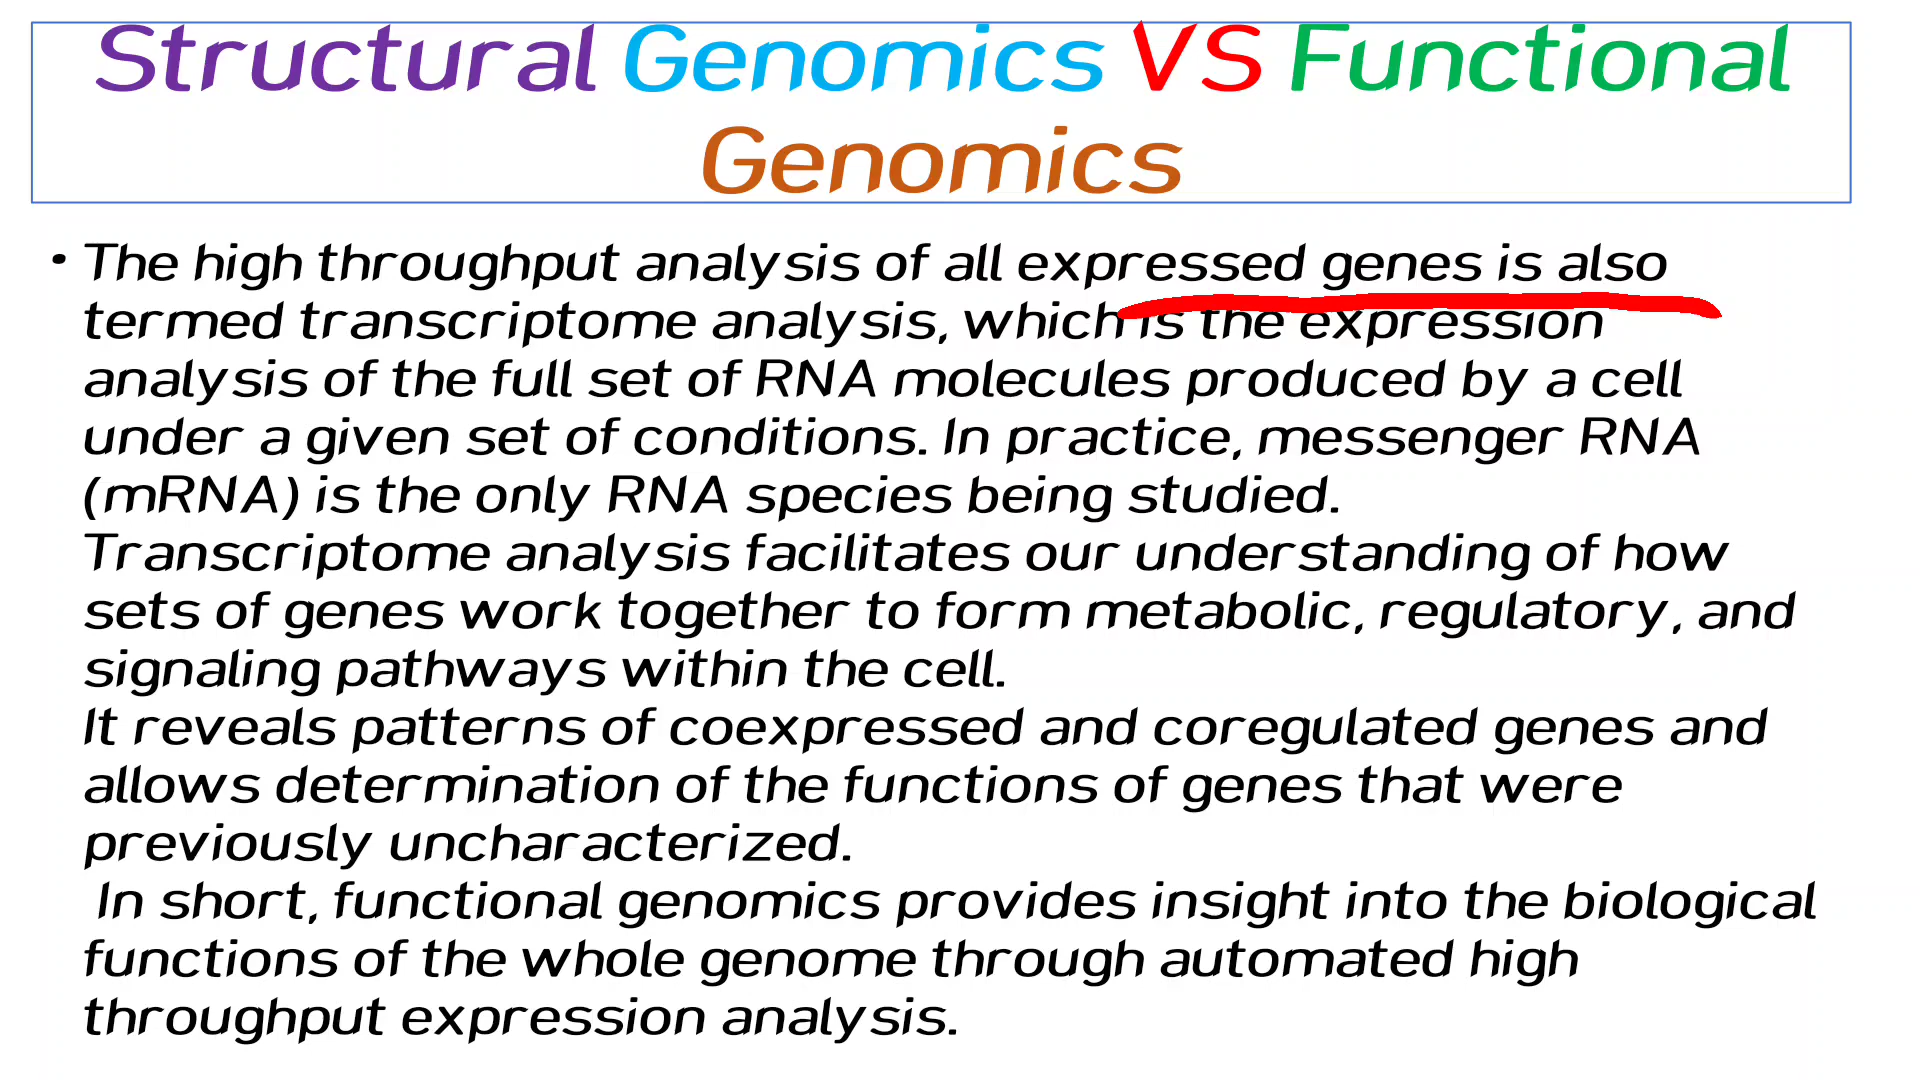 Structural Genomics VS Functional
Genomics
• The high throughput analysis of all expressed genes is also
termed transcriptome analysis, which is the expression
analysis of the full set of RNA molecules produced by a cell
under a given set of conditions. In practice, messenger RNA
(mRNA) is the only RNA species being studied.
Transcriptome analysis facilitates our understanding of how
sets of genes work together to form metabolic, regulatory, and
signaling pathways within the cell.
It reveals patterns of coexpressed and coregulated genes and
allows determination of the functions of genes that were
previously uncharacterized.
In short, functional genomics provides insight into the biological
functions of the whole genome through automated high
throughput expression analysis.